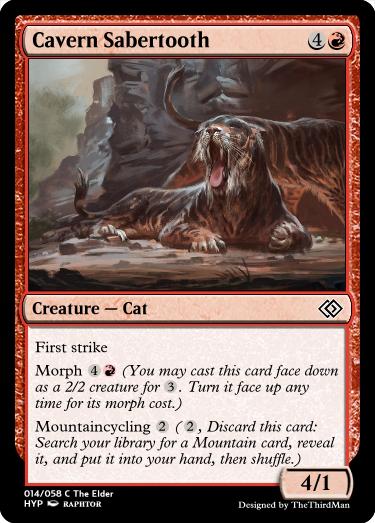 Cavern Sabertooth 4
Creature — Cat
First strike
Morph 4 (You may cast this card face down
as a 2/2 creature for 3. Turn it face up any
time for its morph cost.)
Mountaincycling 2 ( 2, Discard this card:
Search your library for a Mountain card, reveal
it, and put it into your hand, then shuffle.)
4/1
014/058 C The Elder
HYP RAPHTOR
Designed by TheThirdMan